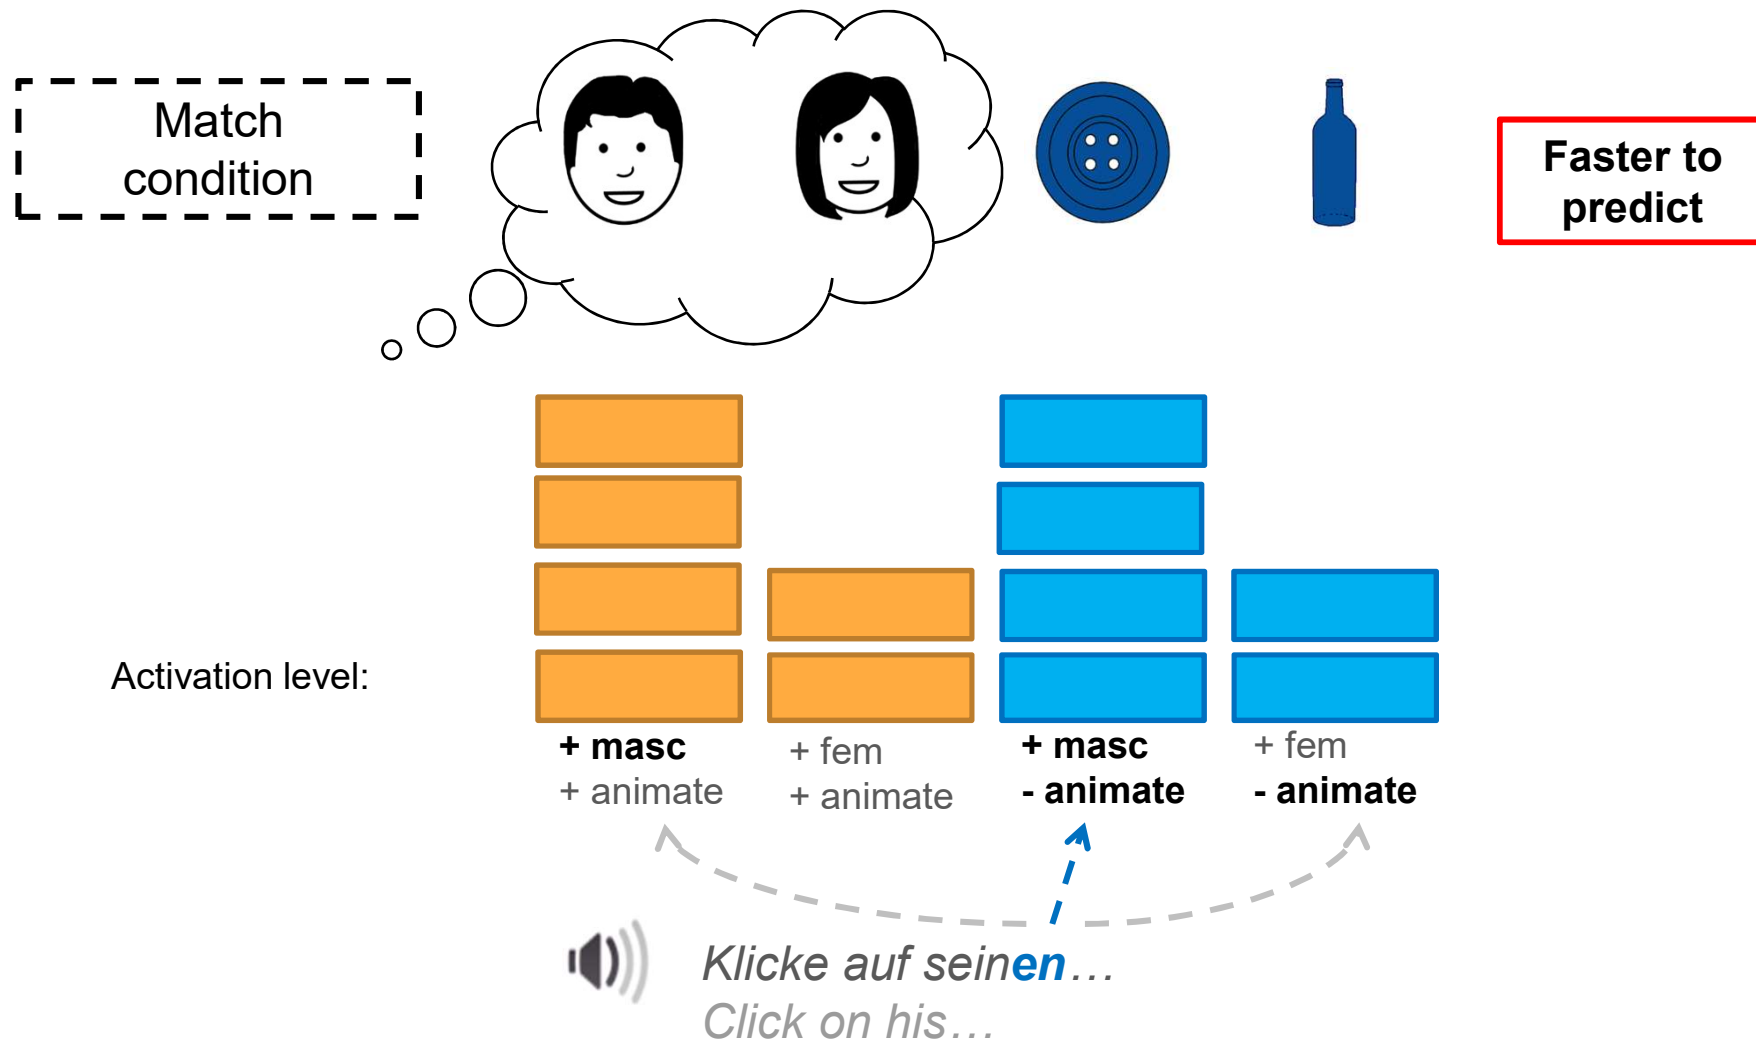 Match
condition
Faster to
predict
Activation level:
+ masc
+ animate
+ fem
+ animate
+ masc
- animate
+ fem
- animate
Klicke auf seinen…
Click on his…